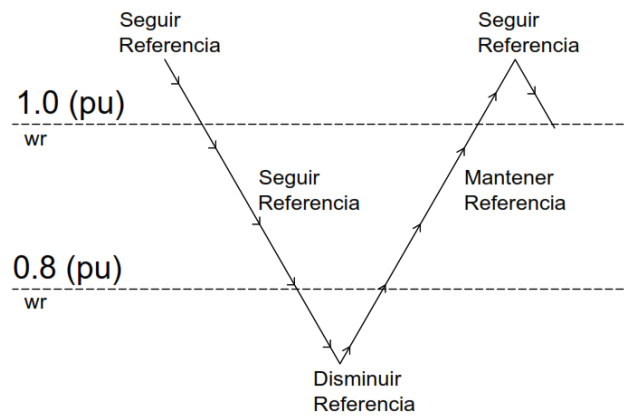 Seguir
Referencia
Seguir
Referencia
1.0 (pu)
wr
Seguir
Referencia
Mantener
Referencia
0.8 (pu)
wr
Disminuir
Referencia